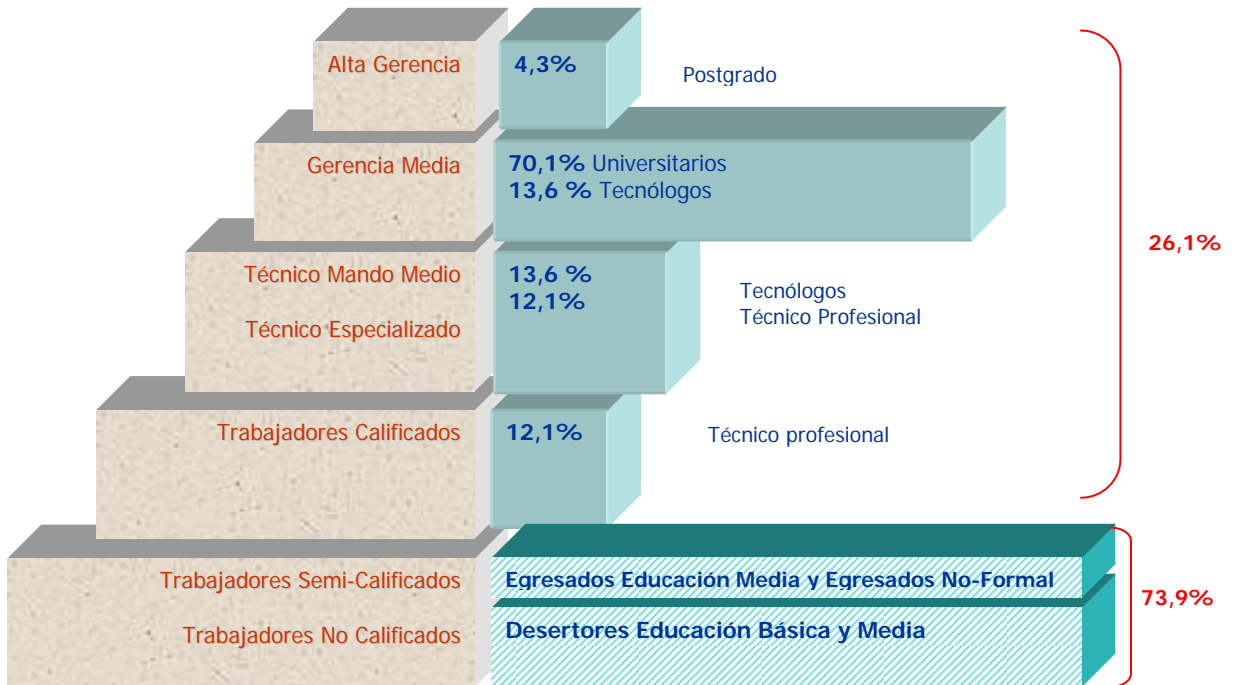 Alta Gerencia
4,3%
Postgrado
Gerencia Media
70,1% Universitarios
13,6 % Tecnólogos
26,1%
Técnico Mando Medio
Técnico Especializado
13,6 %
12,1%
Tecnólogos
Técnico Profesional
Trabajadores Calificados
12,1%
Técnico profesional
Trabajadores Semi-Calificados
Egresados Educación Media y Egresados No-Formal
73,9%
Trabajadores No Calificados
Desertores Educación Básica y Media